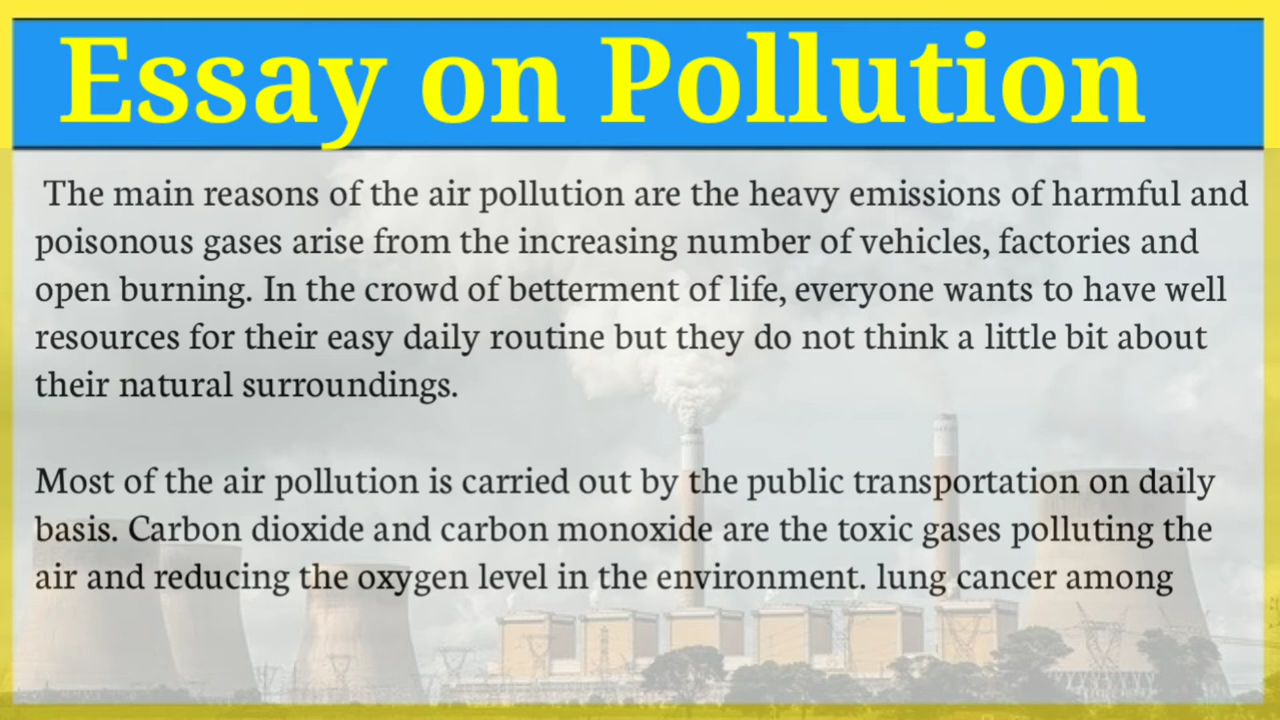 Essay on Pollution
The main reasons of the air pollution are the heavy emissions of harmful and
poisonous gases arise from the increasing number of vehicles, factories and
open burning. In the crowd of betterment of life, everyone wants to have well
resources for their easy daily routine but they do not think a little bit about
their natural surroundings.
Most of the air pollution is carried out by the public transportation on daily
basis. Carbon dioxide and carbon monoxide are the toxic gases polluting the
air and reducing the oxygen level in the environment. lung cancer among